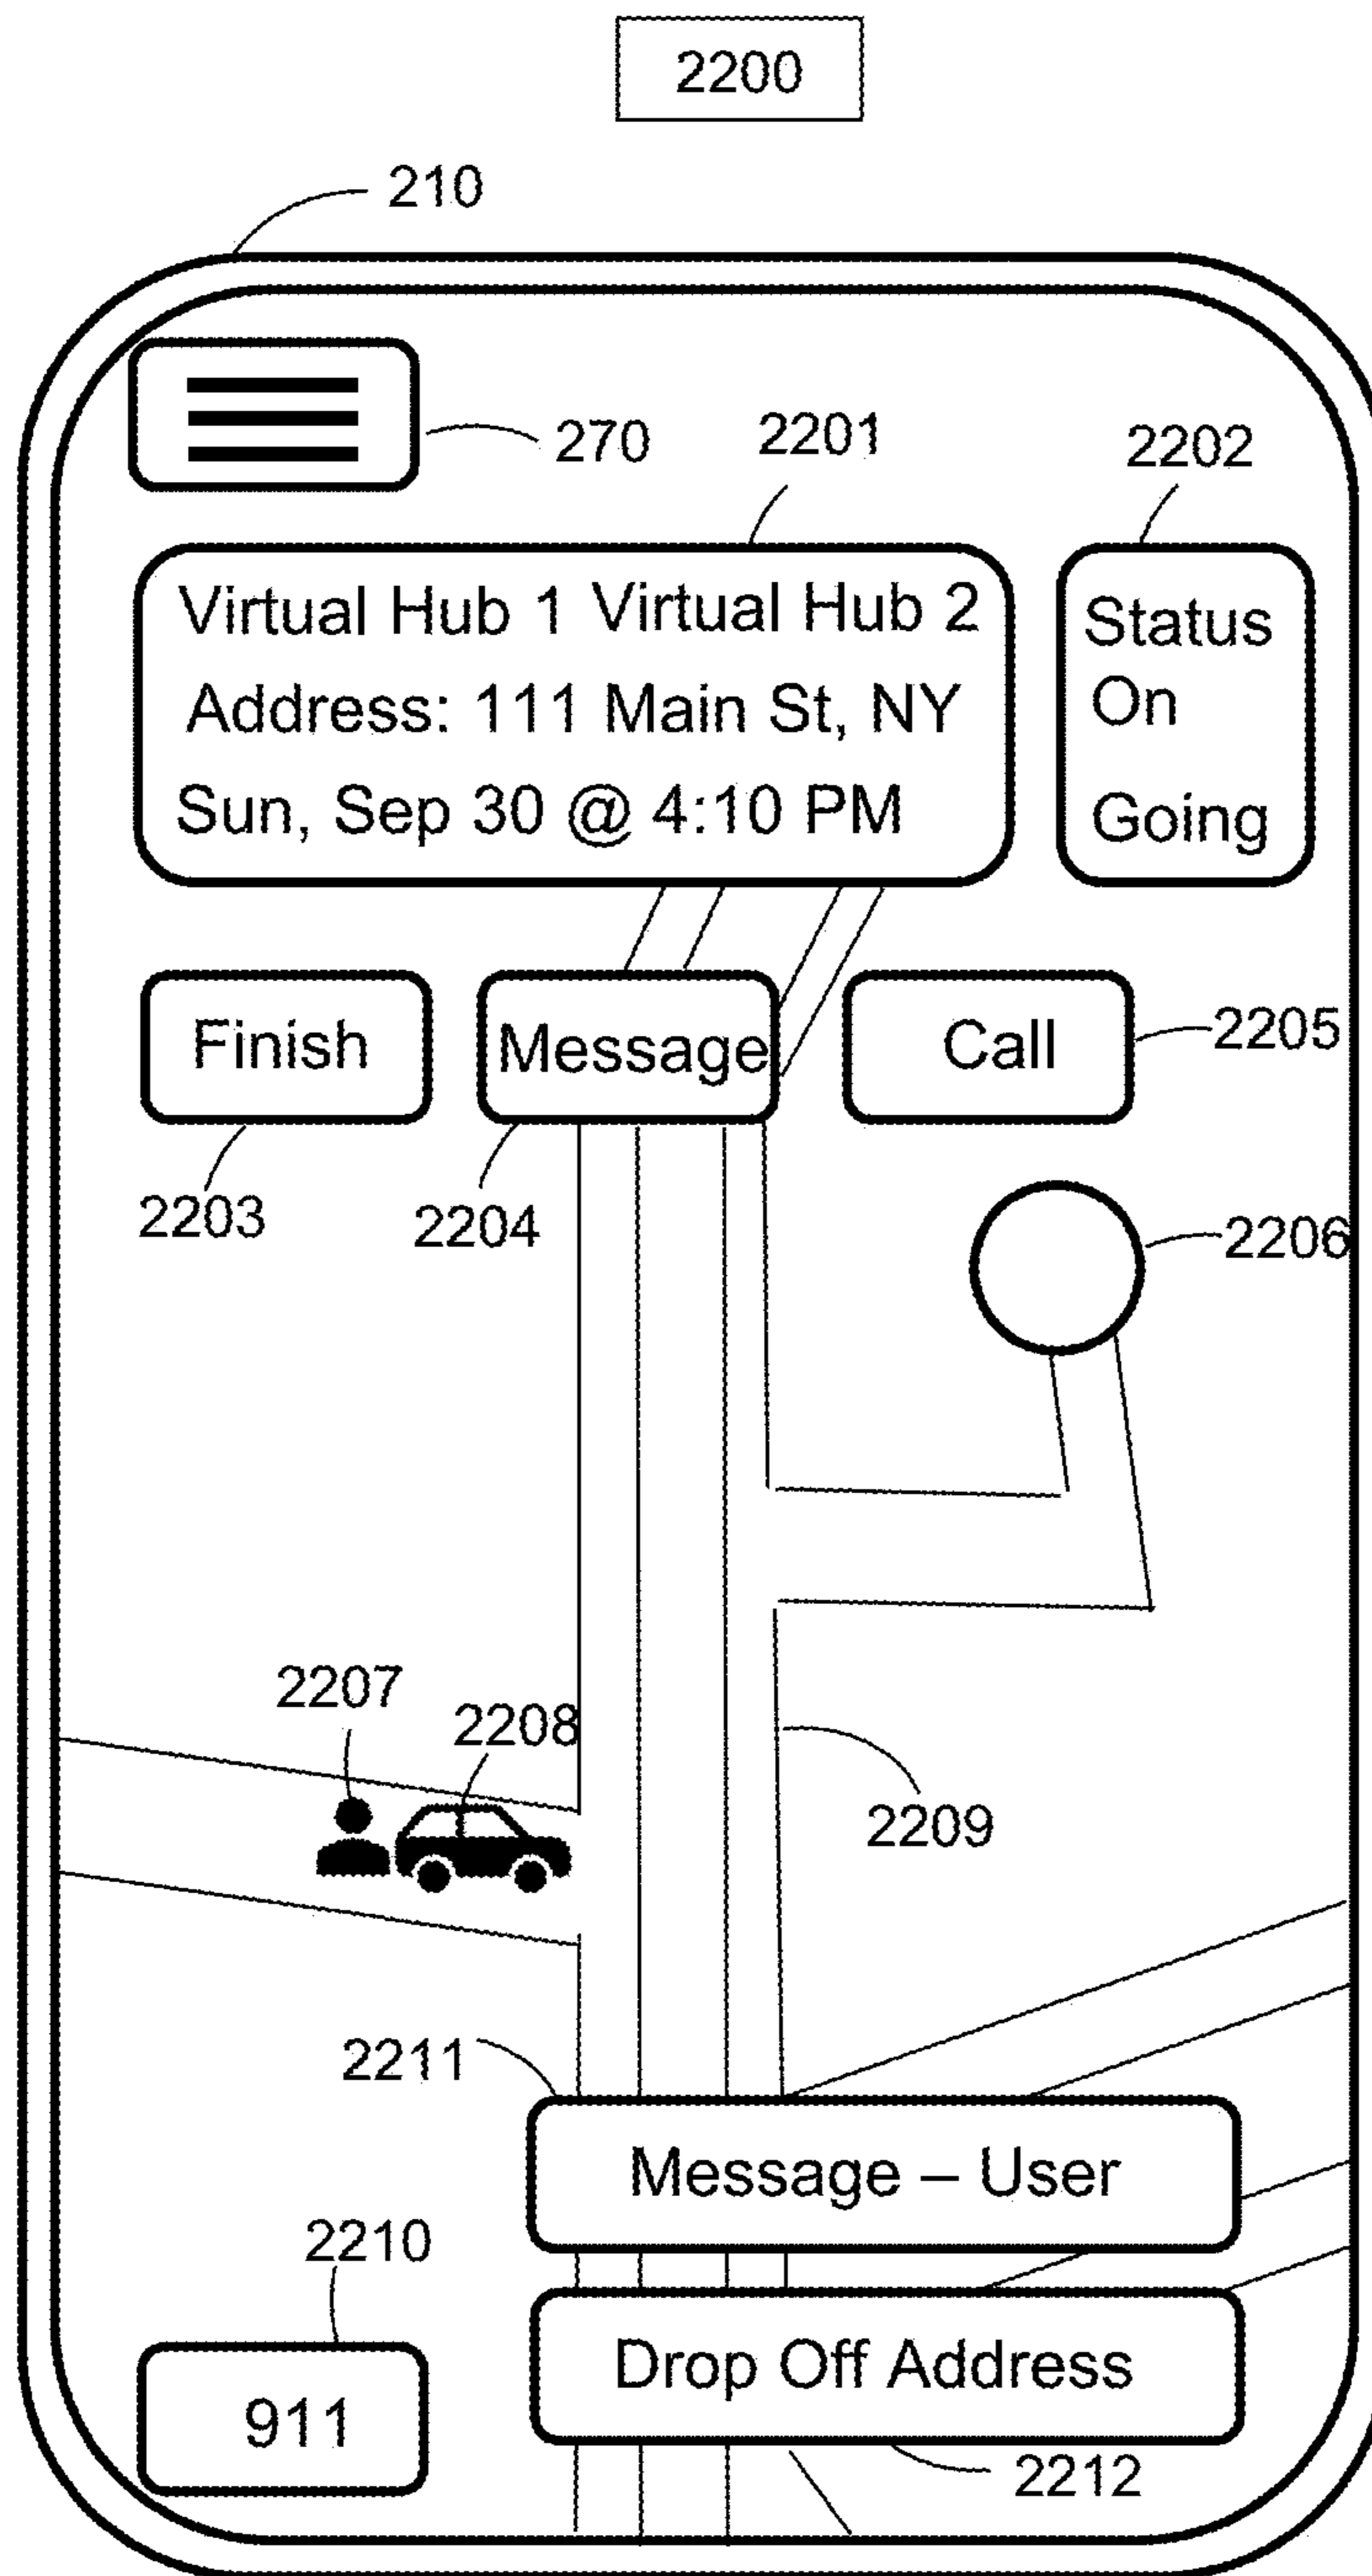 2200
210
270
2201
2202
Virtual Hub 1 Virtual Hub 2
Address: 111 Main St, NY
Sun, Sep 30 @ 4:10 PM
Status
On
Going
Finish
Message
Call
2205
2203
2204
2206
2207
2208
2209
2211
Message – User
2210
Drop Off Address
911
2212